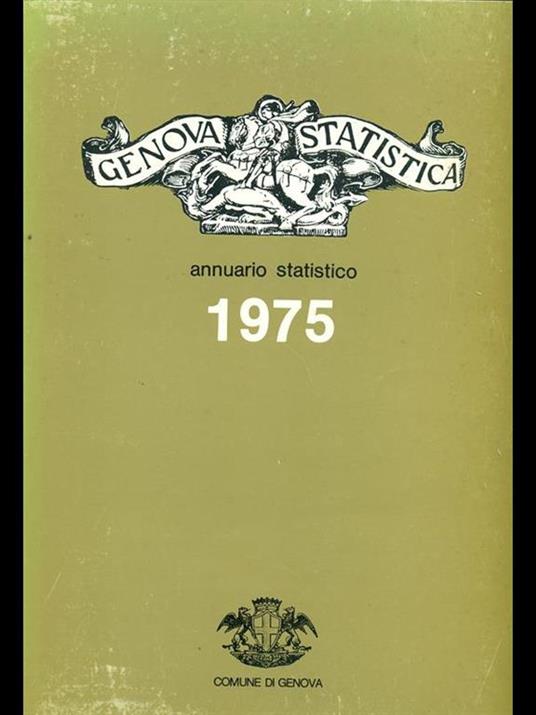 GENOVA STATISTICA
annuario statistico
1975
COMUNE DI GENOVA